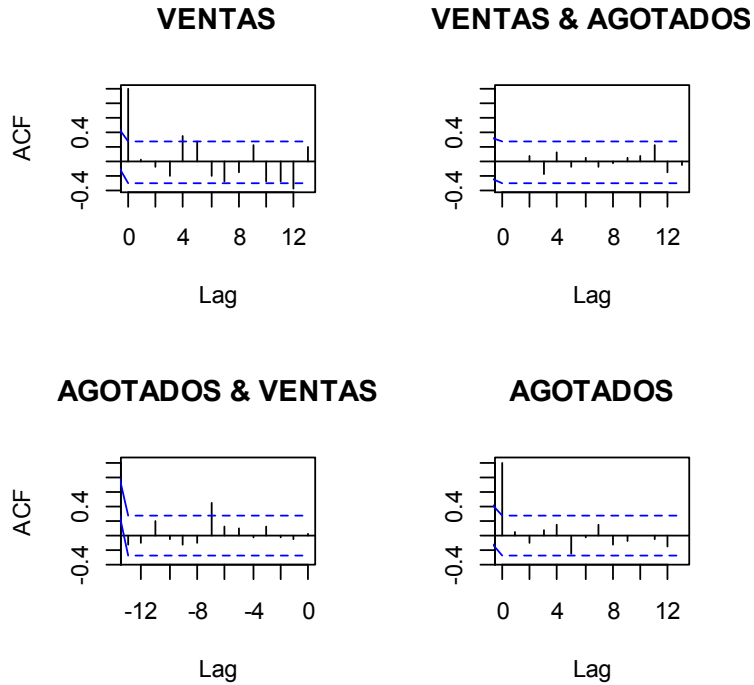 VENTAS
VENTAS & AGOTADOS
ACF
0.4
-0.4
0 4 8 12
Lag
0.4
-0.4
0 4 8 12
Lag
AGOTADOS & VENTAS
AGOTADOS
ACF
0.4
-0.4
-12 -8 -4 0
Lag
0.4
-0.4
0 4 8 12
Lag